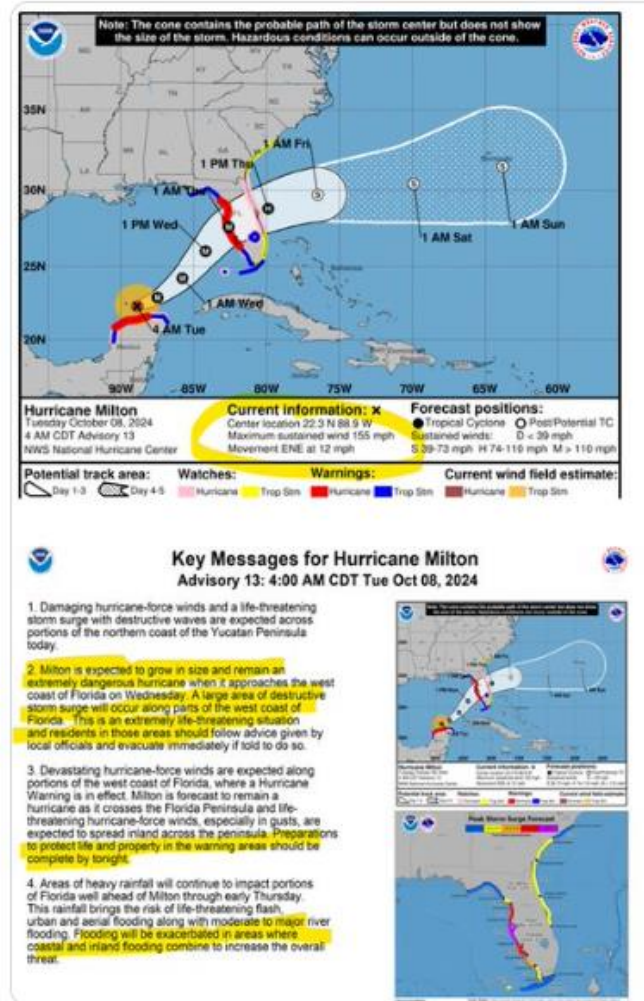 Note: The cone contains the probable path of the storm center but does not show
the size of the storm. Hazardous conditions can occur outside of the cone.
35N
30N
25N
20N
1 AM Fri
1 PM Thu
1 AM Thu
1 PM Wed
1 AM Wed
4 AM Tue
1 AM Sat
1 AM Sun
90W 85W 80W 75W 70W 65W 60W
Hurricane Milton
Tuesday October 08, 2024
4 AM CDT Advisory 13
NWS National Hurricane Center
Current information: x
Center location 22.3 N 88.9 W
Maximum sustained wind 155 mph
Movement ENE at 12 mph
Forecast positions:
Tropical Cyclone Post/Potential TC
Sustained winds: D < 39 mph
S 39-73 mph H 74-110 mph M > 110 mph
Potential track area:
Day 1-3 Day 4-5
Watches:
Hurricane Trop Stm
Warnings:
Hurricane Trop Stm
Current wind field estimate:
Hurricane Trop Stm
Key Messages for Hurricane Milton
Advisory 13: 4:00 AM CDT Tue Oct 08, 2024
1. Damaging hurricane-force winds and a life-threatening
storm surge with destructive waves are expected across
portions of the northern coast of the Yucatan Peninsula
today.
2. Milton is expected to grow in size and remain an
extremely dangerous hurricane when it approaches the west
coast of Florida on Wednesday. A large area of destructive
storm surge will occur along parts of the west coast of
Florida. This is an extremely life-threatening situation
and residents in those areas should follow advice given by
local officials and evacuate immediately if told to do so.
3. Devastating hurricane-force winds are expected along
portions of the west coast of Florida, where a Hurricane
Warning is in effect. Milton is forecast to remain a
hurricane as it crosses the Florida Peninsula and life-
threatening hurricane-force winds, especially in gusts, are
expected to spread inland across the peninsula. Preparations
to protect life and property in the warning areas should be
complete by tonight.
4. Areas of heavy rainfall will continue to impact portions
of Florida well ahead of Milton through early Thursday.
This rainfall brings the risk of life-threatening flash,
urban and aerial flooding along with moderate to major river
flooding. Flooding will be exacerbated in areas where
coastal and inland flooding combine to increase the overall
threat.
Peak Storm Surge Forecast